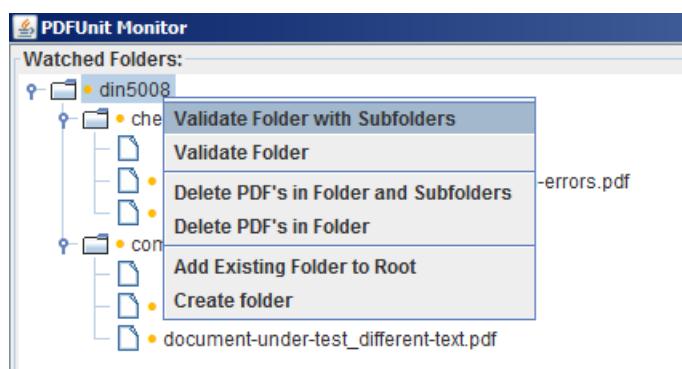 PDFUnit Monitor
Watched Folders:
din5008
che
Validate Folder with Subfolders
Validate Folder
-errors.pdf
Delete PDF's in Folder and Subfolders
Delete PDF's in Folder
com
Add Existing Folder to Root
Create folder
document-under-test_different-text.pdf